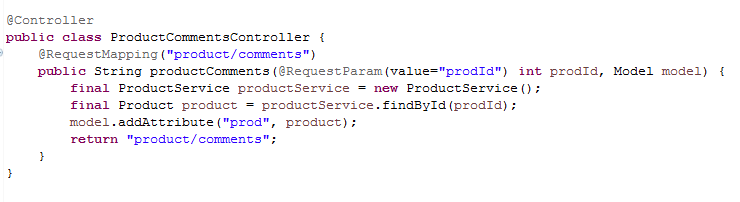 @Controller
public class ProductCommentsController {
    @RequestMapping("product/comments")
    public String productComments(@RequestParam(value="prodId") int prodId, Model model) {
        final ProductService productService = new ProductService();
        final Product product = productService.findById(prodId);
        model.addAttribute("prod", product);
        return "product/comments";
    }
}